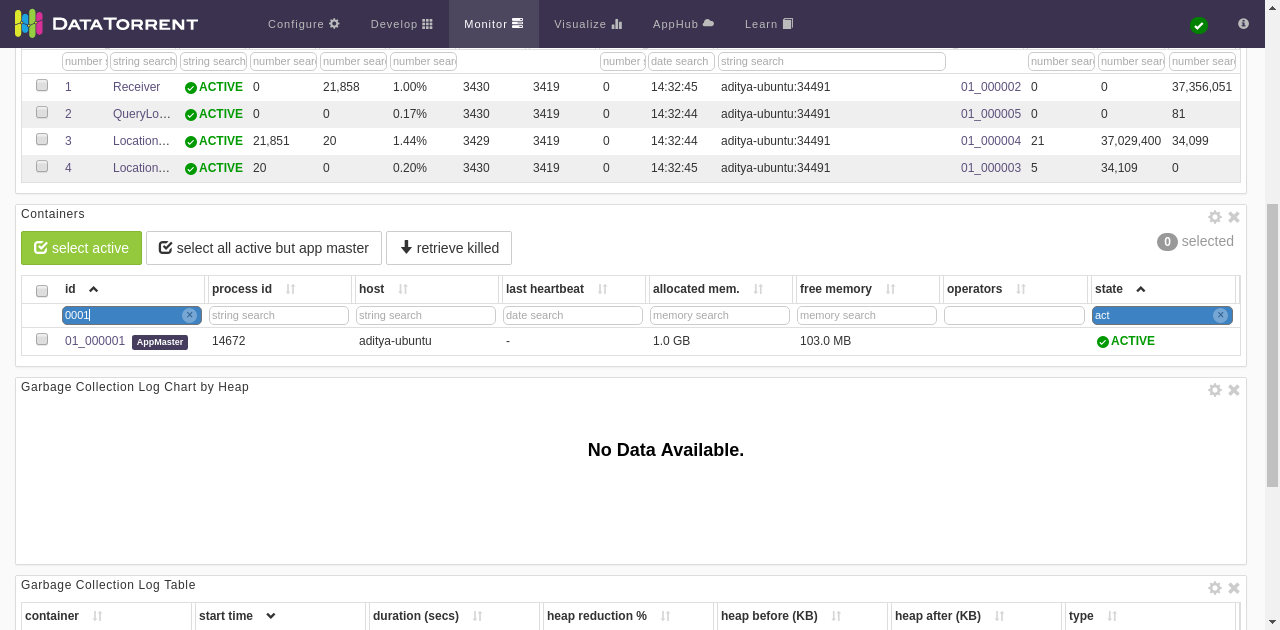 DATATORRENT Configure Develop Monitor Visualize AppHub Learn
number s string search string search number sear number sear number sear number s date search string search number sear number sear number sear
1 Receiver ACTIVE 0 21,858 1.00% 3430 3419 0 14:32:45 aditya-ubuntu:34491 01_000002 0 0 37,356,051
2 QueryLo... ACTIVE 0 0 0.17% 3430 3419 0 14:32:44 aditya-ubuntu:34491 01_000005 0 0 81
3 Location... ACTIVE 21,851 20 1.44% 3429 3419 0 14:32:44 aditya-ubuntu:34491 01_000004 21 37,029,400 34,099
4 Location... ACTIVE 20 0 0.20% 3430 3419 0 14:32:45 aditya-ubuntu:34491 01_000003 5 34,109 0
Containers
select active select all active but app master retrieve killed 0 selected
id process id host last heartbeat allocated mem. free memory operators state
0001 string search string search date search memory search memory search act
01_000001 AppMaster 14672 aditya-ubuntu - 1.0 GB 103.0 MB ACTIVE
Garbage Collection Log Chart by Heap
No Data Available.
Garbage Collection Log Table
container start time duration (secs) heap reduction % heap before (KB) heap after (KB) type